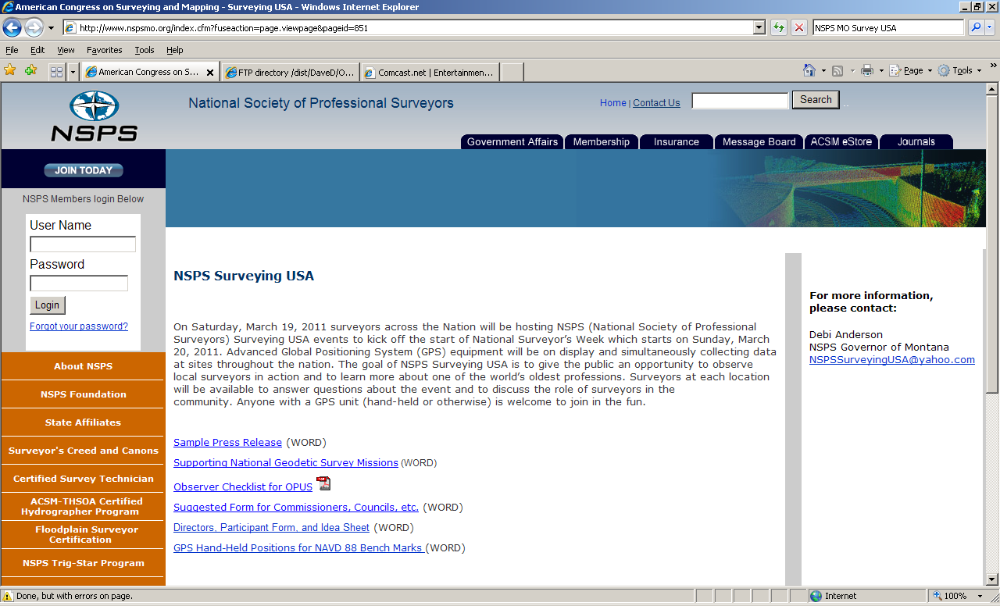 American Congress on Surveying and Mapping - Surveying USA - Windows Internet Explorer
http://www.nspsmo.org/index.cfm?fuseaction=page.viewpage&pageid=851
NSPS MO Survey USA
File Edit View Favorites Tools Help
American Congress on S...
FTP directory /dist/DaveD/O...
Comcast.net | Entertainmen...
Page
Tools
NSPS
National Society of Professional Surveyors
Home | Contact Us
Search
..
Government Affairs
Membership
Insurance
Message Board
ACSM eStore
Journals
JOIN TODAY
NSPS Members login Below
User Name
Password
Login
Forgot your password?
About NSPS
NSPS Foundation
State Affiliates
Surveyor's Creed and Canons
Certified Survey Technician
ACSM-THSOA Certified
Hydrographer Program
Floodplain Surveyor
Certification
NSPS Trig-Star Program
NSPS Surveying USA
On Saturday, March 19, 2011 surveyors across the Nation will be hosting NSPS (National Society of Professional
Surveyors) Surveying USA events to kick off the start of National Surveyor’s Week which starts on Sunday, March
20, 2011. Advanced Global Positioning System (GPS) equipment will be on display and simultaneously collecting data
at sites throughout the nation. The goal of NSPS Surveying USA is to give the public an opportunity to observe
local surveyors in action and to learn more about one of the world’s oldest professions. Surveyors at each location
will be available to answer questions about the event and to discuss the role of surveyors in the
community. Anyone with a GPS unit (hand-held or otherwise) is welcome to join in the fun.
Sample Press Release (WORD)
Supporting National Geodetic Survey Missions (WORD)
Observer Checklist for OPUS
Suggested Form for Commissioners, Councils, etc. (WORD)
Directors, Participant Form, and Idea Sheet (WORD)
GPS Hand-Held Positions for NAVD 88 Bench Marks (WORD)
For more information,
please contact:
Debi Anderson
NSPS Governor of Montana
NSPSSurveyingUSA@yahoo.com
Done, but with errors on page.
Internet
100%